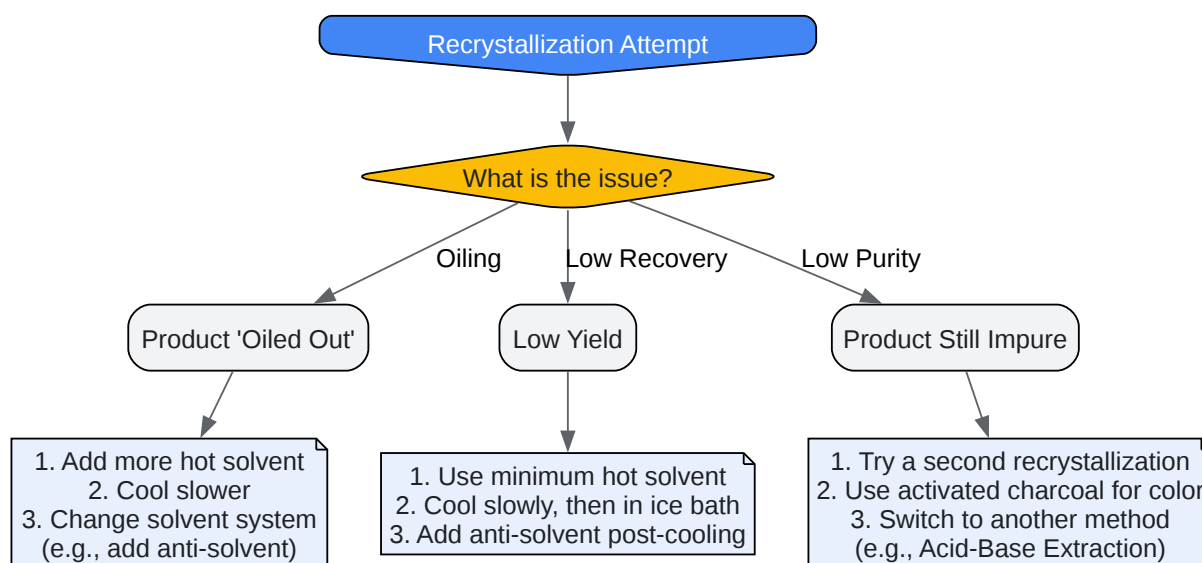 Recrystallization Attempt
What is the issue?
Oiling
Low Recovery
Low Purity
Product 'Oiled Out'
Low Yield
Product Still Impure
1. Add more hot solvent
2. Cool slower
3. Change solvent system
(e.g., add anti-solvent)
1. Use minimum hot solvent
2. Cool slowly, then in ice bath
3. Add anti-solvent post-cooling
1. Try a second recrystallization
2. Use activated charcoal for color
3. Switch to another method
(e.g., Acid-Base Extraction)